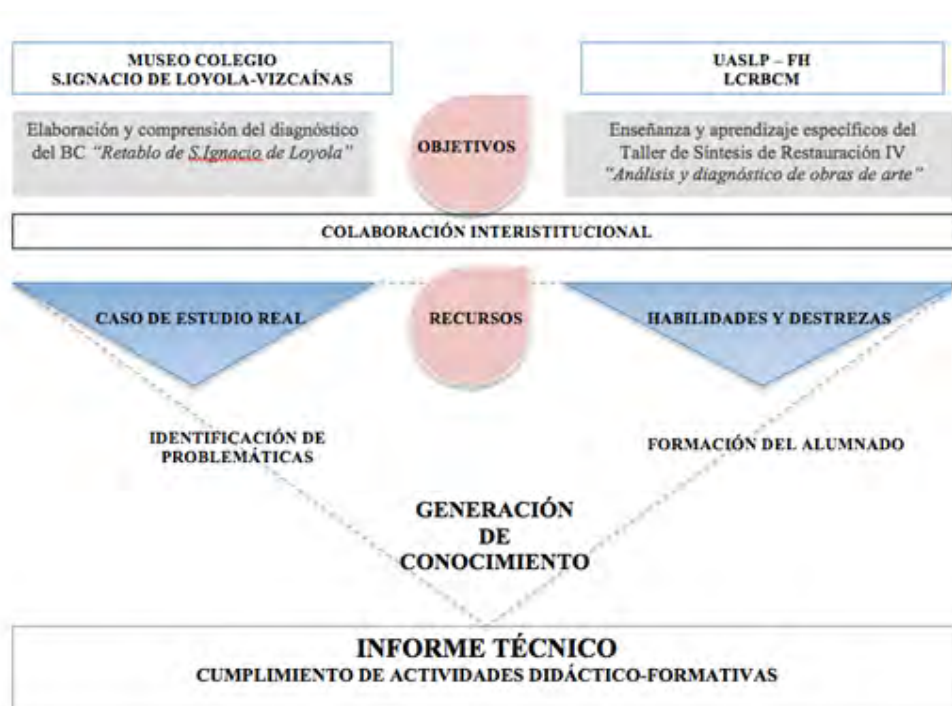 MUSEO COLEGIO
S.IGNACIO DE LOYOLA-VIZCAÍNAS
UASLP – FH
LCRBCM
Elaboración y comprensión del diagnóstico
del BC “Retablo de S.Ignacio de Loyola”
OBJETIVOS
Enseñanza y aprendizaje específicos del
Taller de Síntesis de Restauración IV
“Análisis y diagnóstico de obras de arte”
COLABORACIÓN INTERISTITUCIONAL
CASO DE ESTUDIO REAL
RECURSOS
HABILIDADES Y DESTREZAS
IDENTIFICACIÓN DE
PROBLEMÁTICAS
FORMACIÓN DEL ALUMNADO
GENERACIÓN
DE
CONOCIMIENTO
INFORME TÉCNICO
CUMPLIMIENTO DE ACTIVIDADES DIDÁCTICO-FORMATIVAS